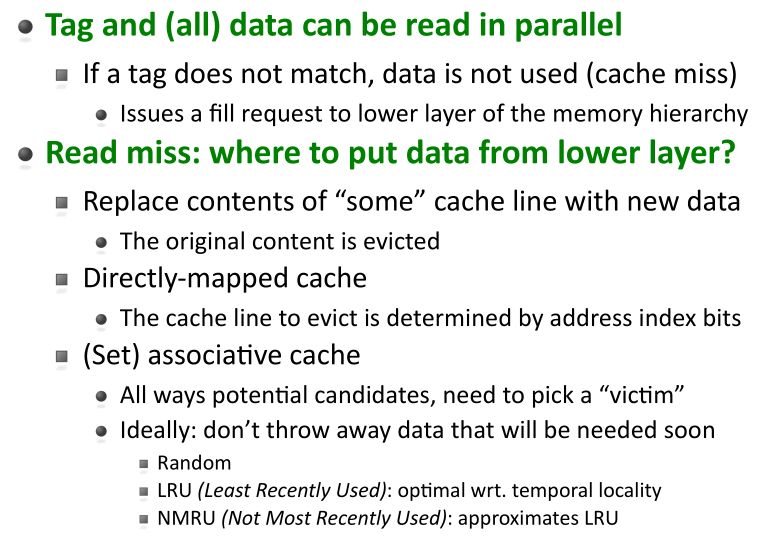 Tag and (all) data can be read in parallel
If a tag does not match, data is not used (cache miss)
Issues a fill request to lower layer of the memory hierarchy
Read miss: where to put data from lower layer?
Replace contents of “some” cache line with new data
The original content is evicted
Directly-mapped cache
The cache line to evict is determined by address index bits
(Set) associative cache
All ways potential candidates, need to pick a “victim”
Ideally: don’t throw away data that will be needed soon
Random
LRU (Least Recently Used): optimal wrt. temporal locality
NMRU (Not Most Recently Used): approximates LRU